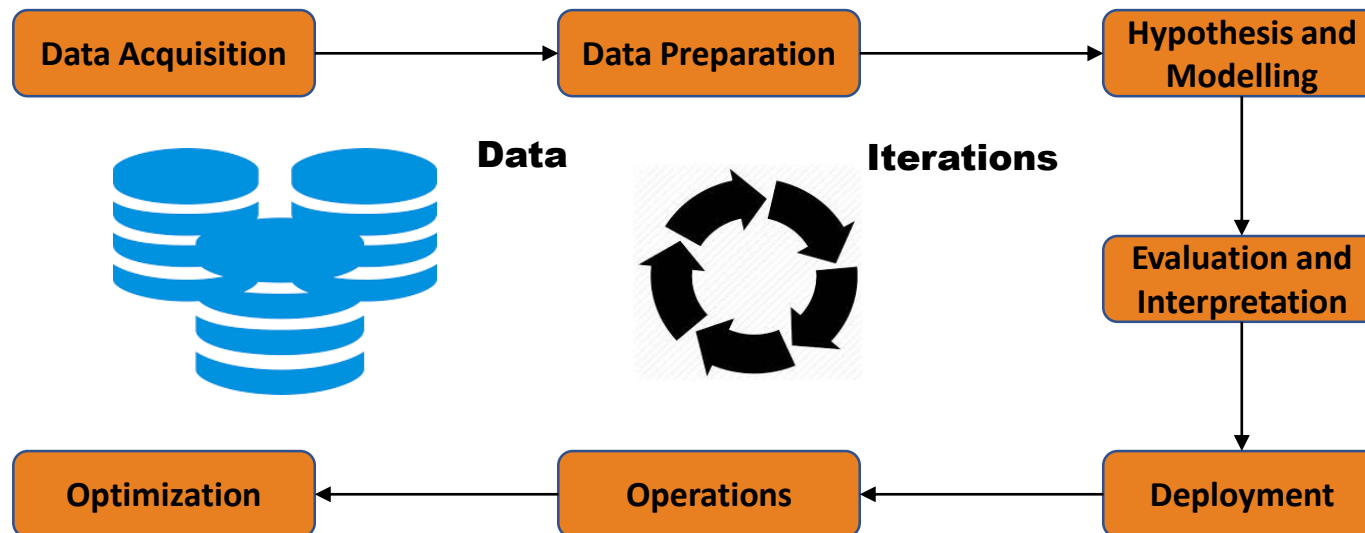 Data Acquisition
Data Preparation
Hypothesis and
Modelling
Data
Iterations
Evaluation and
Interpretation
Optimization
Operations
Deployment